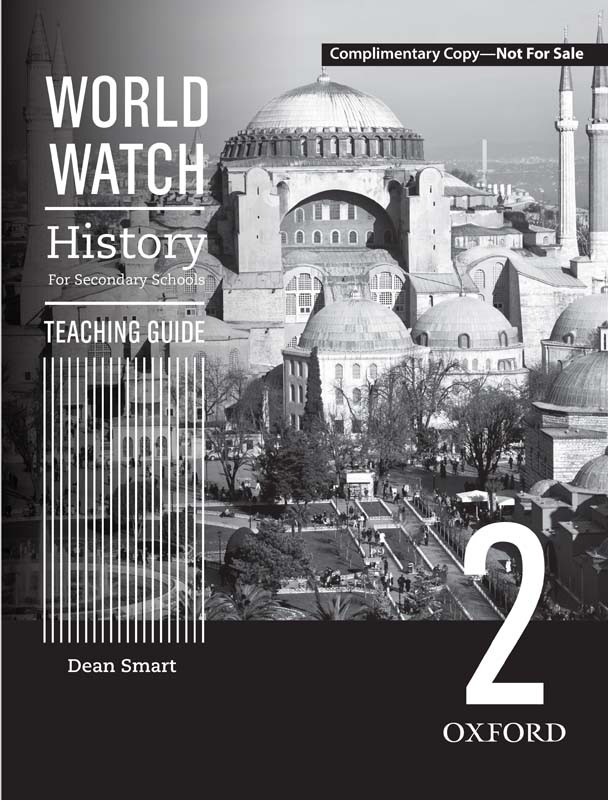 Complimentary Copy—Not For Sale
WORLD
WATCH
History
For Secondary Schools
TEACHING GUIDE
Dean Smart
2
OXFORD